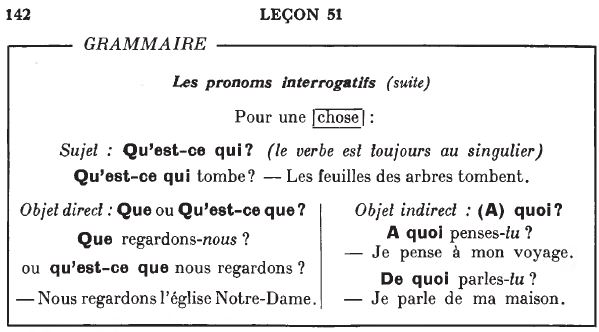 142
LEÇON 51
GRAMMAIRE
Les pronoms interrogatifs (suite)
Pour une chose :
Sujet : Qu'est-ce qui ? (le verbe est toujours au singulier)
Qu'est-ce qui tombe ? — Les feuilles des arbres tombent.
Objet direct : Que ou Qu'est-ce que ?
Que regardons-nous ?
ou qu'est-ce que nous regardons ?
— Nous regardons l'église Notre-Dame.
Objet indirect : (A) quoi ?
A quoi penses-tu ?
— Je pense à mon voyage.
De quoi parles-tu ?
— Je parle de ma maison.